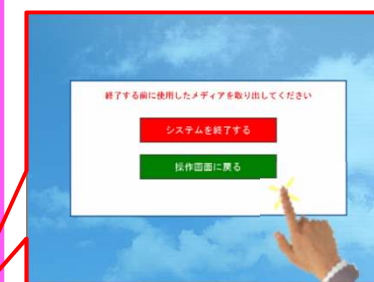 終了する前に使用したメディアを取り出してください
システムを終了する
操作画面に戻る